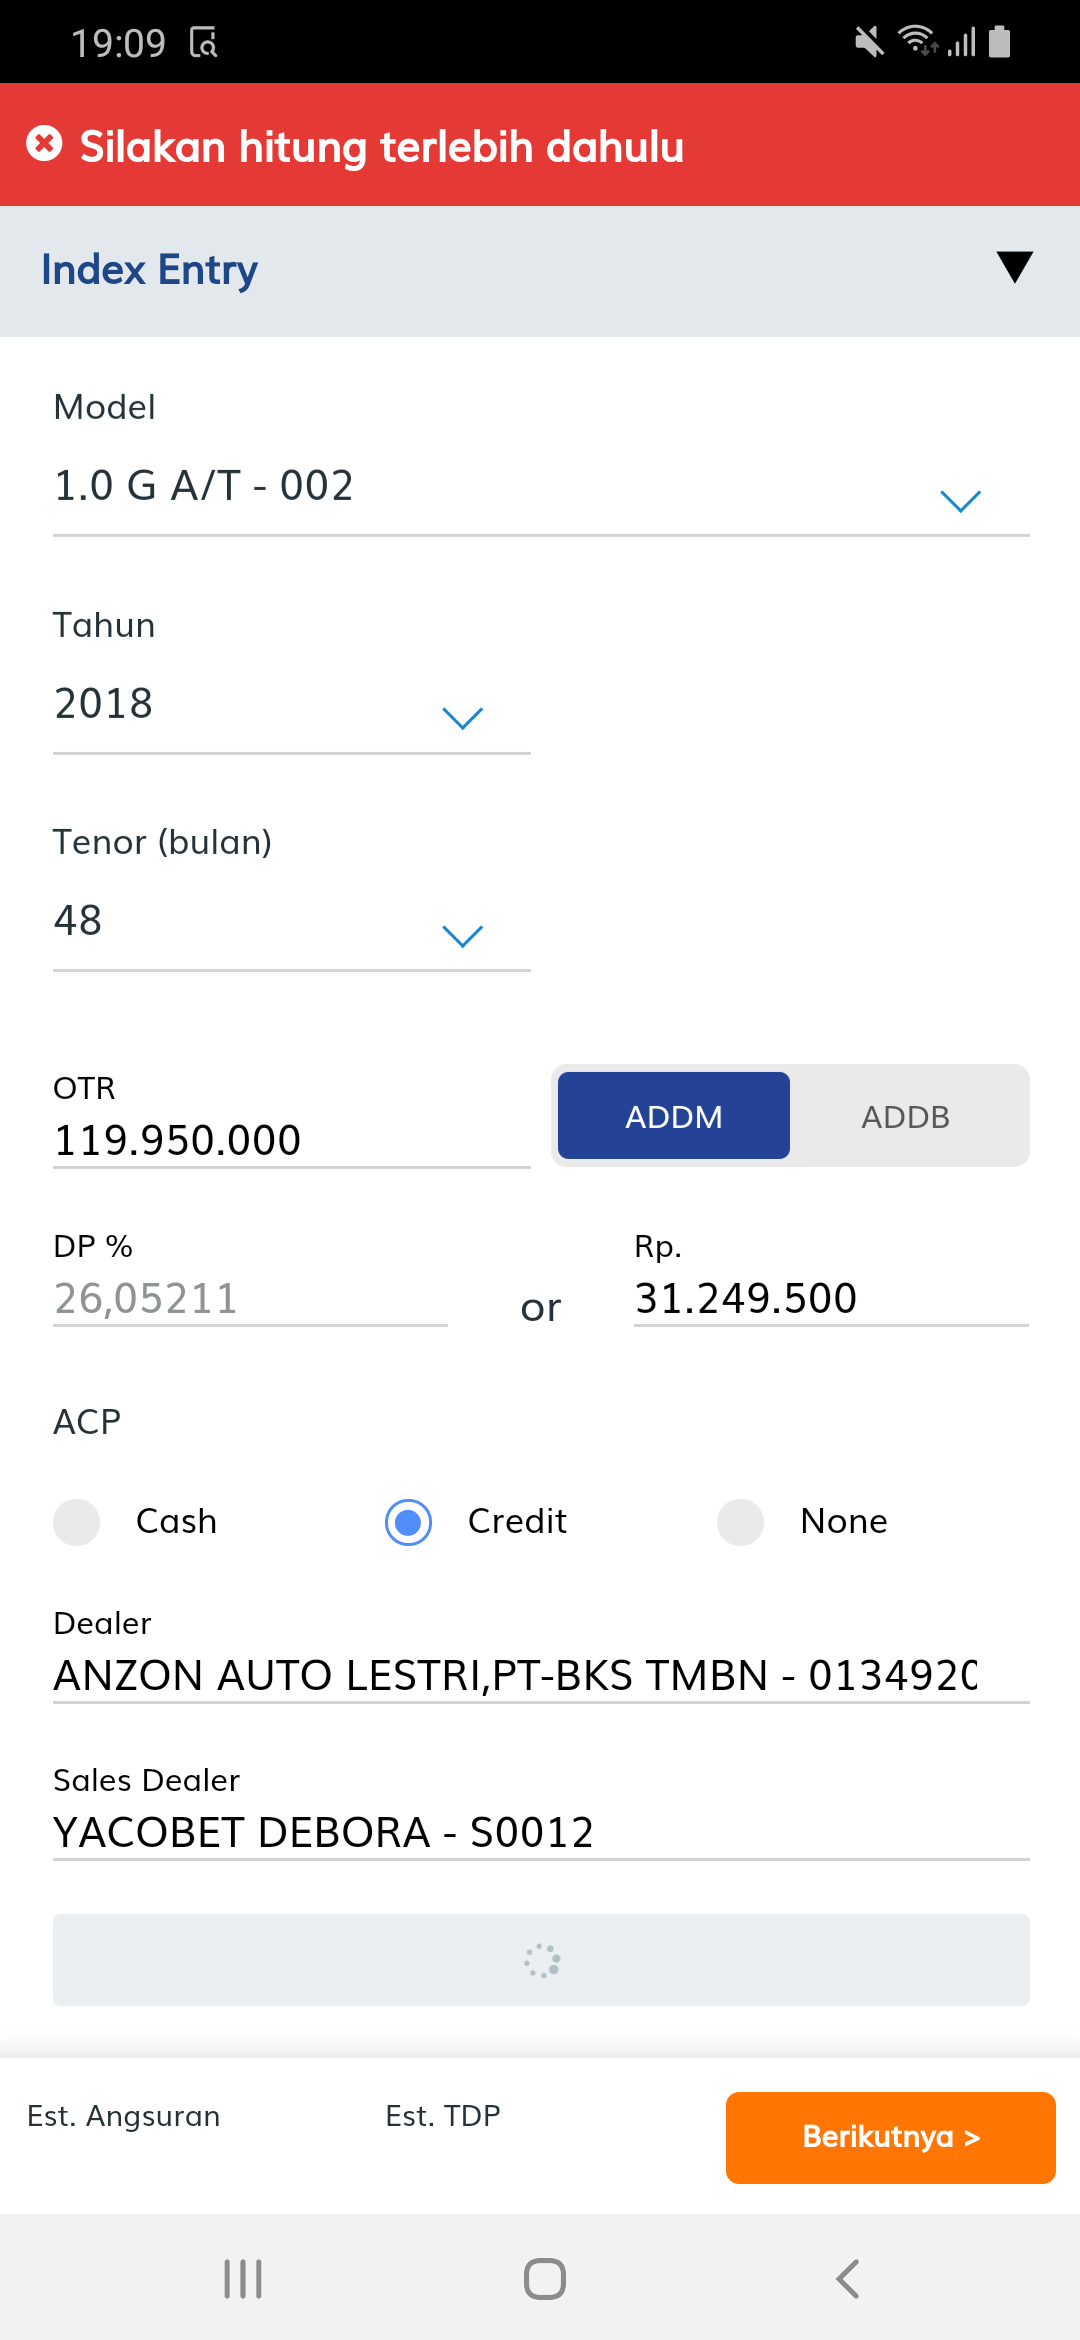 19:09
Silakan hitung terlebih dahulu
Index Entry
Model
1.0 G A/T - 002
Tahun
2018
Tenor (bulan)
48
OTR
119.950.000
ADDM
ADDB
DP %
26,05211
or
Rp.
31.249.500
ACP
Cash
Credit
None
Dealer
ANZON AUTO LESTRI,PT-BKS TMBN - 0134920
Sales Dealer
YACOBET DEBORA - S0012
Est. Angsuran
Est. TDP
Berikutnya >